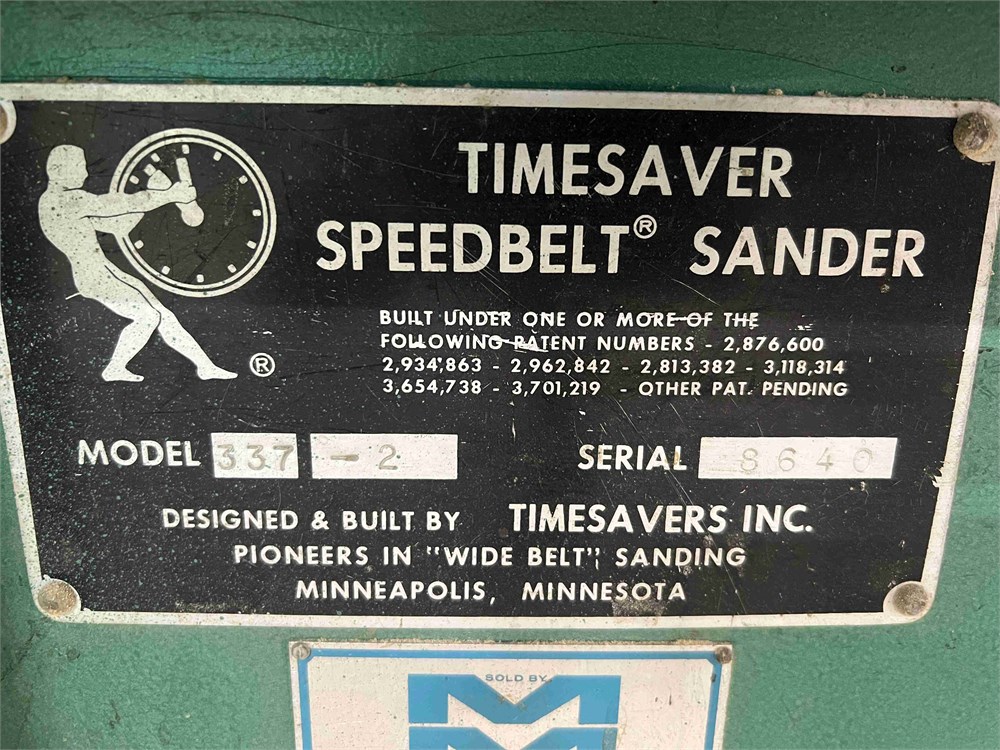 TIMESAVER
SPEEDBELT® SANDER
BUILT UNDER ONE OR MORE OF THE
FOLLOWING PATENT NUMBERS - 2,876,600
2,934,863 - 2,962,842 - 2,813,382 - 3,118,314
3,654,738 - 3,701,219 - OTHER PAT. PENDING
®
MODEL 337 -2 SERIAL 8640
DESIGNED & BUILT BY TIMESAVERS INC.
PIONEERS IN "WIDE BELT", SANDING
MINNEAPOLIS, MINNESOTA
SOLD BY
M